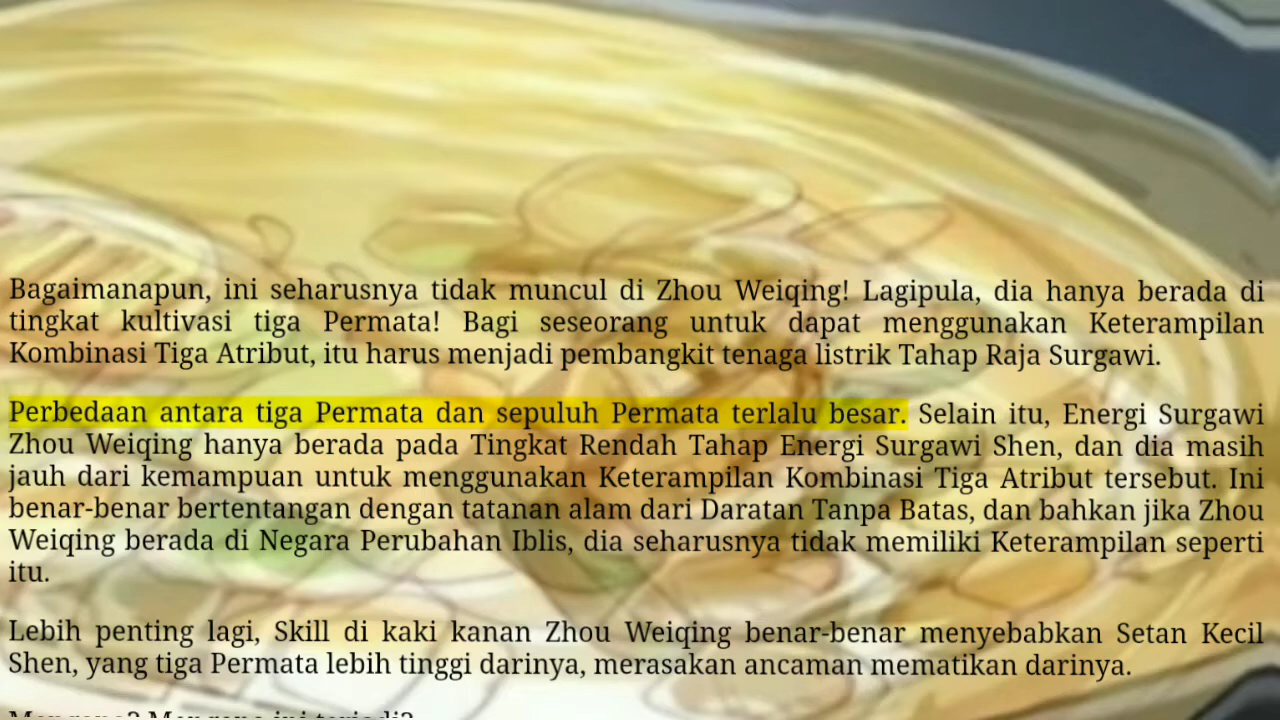 Bagaimanapun, ini seharusnya tidak muncul di Zhou Weiqing! Lagipula, dia hanya berada di
tingkat kultivasi tiga Permata! Bagi seseorang untuk dapat menggunakan Keterampilan
Kombinasi Tiga Atribut, itu harus menjadi pembangkit tenaga listrik Tahap Raja Surgawi.
Perbedaan antara tiga Permata dan sepuluh Permata terlalu besar. Selain itu, Energi Surgawi
Zhou Weiqing hanya berada pada Tingkat Rendah Tahap Energi Surgawi Shen, dan dia masih
jauh dari kemampuan untuk menggunakan Keterampilan Kombinasi Tiga Atribut tersebut. Ini
benar-benar bertentangan dengan tatanan alam dari Daratan Tanpa Batas, dan bahkan jika Zhou
Weiqing berada di Negara Perubahan Iblis, dia seharusnya tidak memiliki Keterampilan seperti
itu.
Lebih penting lagi, Skill di kaki kanan Zhou Weiqing benar-benar menyebabkan Setan Kecil
Shen, yang tiga Permata lebih tinggi darinya, merasakan ancaman mematikan darinya.